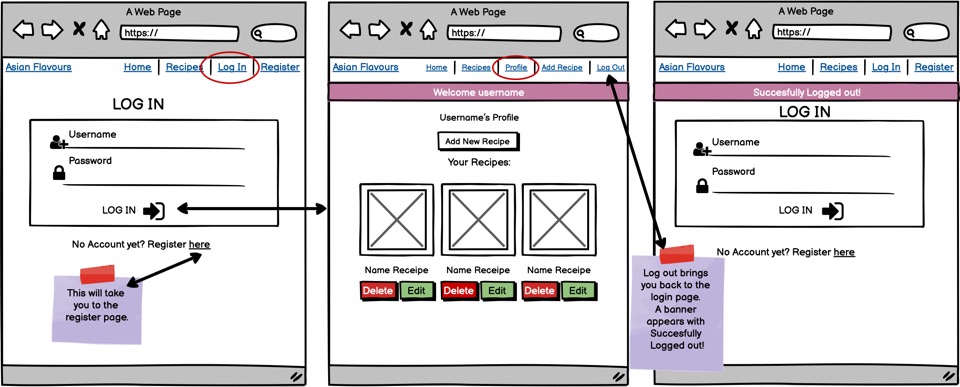 A Web Page
https://
Asian Flavours Home Recipes Log In Register
LOG IN
Username
Password
LOG IN
No Account yet? Register here
This will take
you to the
register page.
A Web Page
https://
Asian Flavours Home Recipes Profile Add Recipe Log Out
Welcome username
Username's Profile
Add New Recipe
Your Recipes:
Name Receipe Name Receipe Name Receipe
Delete Edit Delete Edit Delete Edit
A Web Page
https://
Asian Flavours Home Recipes Log In Register
Succesfully Logged out!
LOG IN
Username
Password
LOG IN
No Account yet? Register here
Log out brings
you back to the
login page.
A banner
appears with
Succesfully
Logged out!